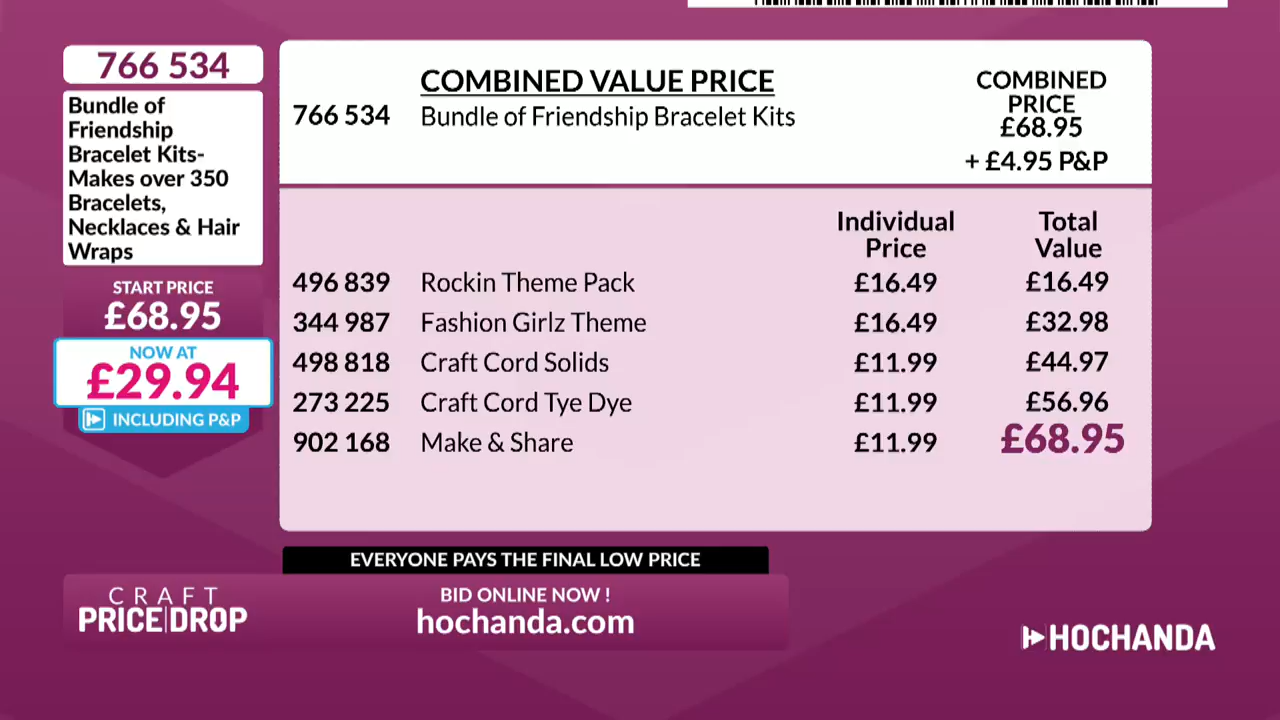 766 534
Bundle of
Friendship
Bracelet Kits-
Makes over 350
Bracelets,
Necklaces & Hair
Wraps
START PRICE
£68.95
NOW AT
£29.94
INCLUDING P&P
COMBINED VALUE PRICE
766 534 Bundle of Friendship Bracelet Kits
COMBINED
PRICE
£68.95
+ £4.95 P&P
Individual Price Total Value
496 839 Rockin Theme Pack £16.49 £16.49
344 987 Fashion Girlz Theme £16.49 £32.98
498 818 Craft Cord Solids £11.99 £44.97
273 225 Craft Cord Tye Dye £11.99 £56.96
902 168 Make & Share £11.99 £68.95
EVERYONE PAYS THE FINAL LOW PRICE
CRAFT
PRICE DROP
BID ONLINE NOW !
hochanda.com
HOCHANDA